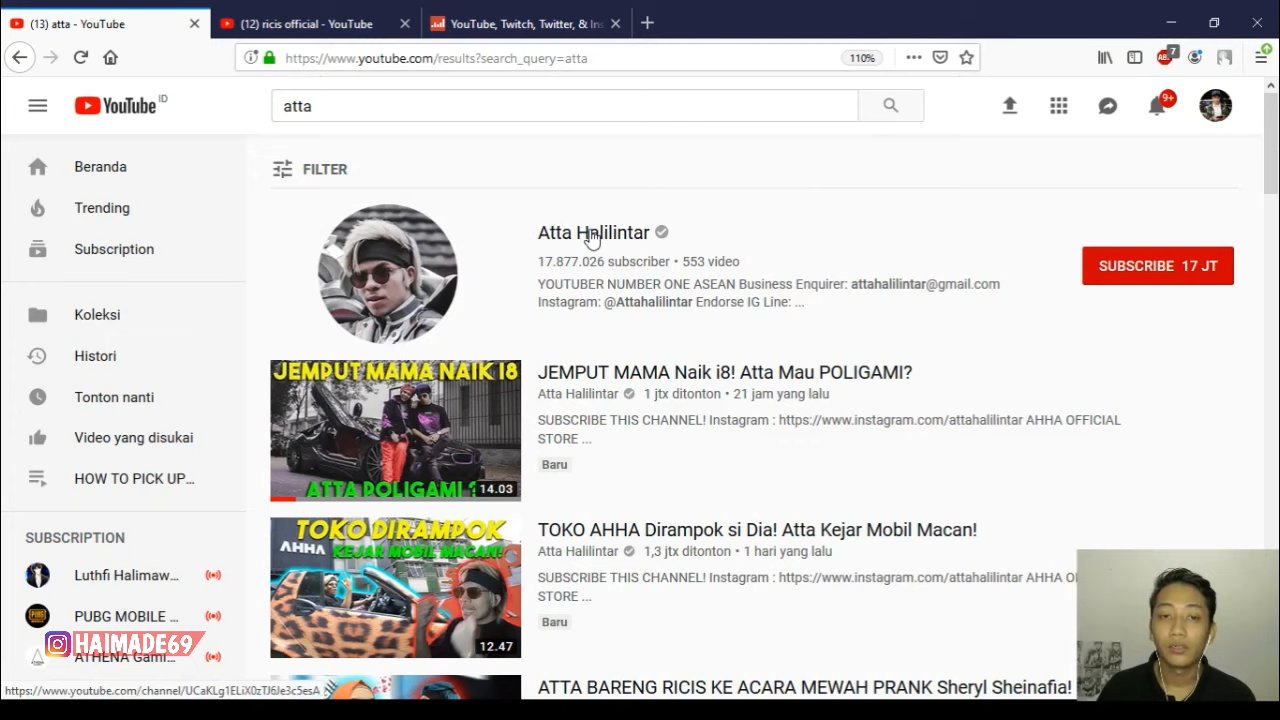 (13) atta - YouTube
(12) ricis official - YouTube
YouTube, Twitch, Twitter, & Ins
https://www.youtube.com/results?search_query=atta
110%
7
YouTube ID
atta
9+
Beranda
Trending
Subscription
Koleksi
Histori
Tonton nanti
Video yang disukai
HOW TO PICK UP...
SUBSCRIPTION
Luthfi Halimaw...
PUBG MOBILE ...
ATHENA Gami...
HAIMADE69
FILTER
Atta Halilintar
17.877.026 subscriber • 553 video
YOUTUBER NUMBER ONE ASEAN Business Enquirer: attahalilintar@gmail.com
Instagram: @Attahalilintar Endorse IG Line: ...
SUBSCRIBE 17 JT
JEMPUT MAMA NAIK I8
ATTA POLIGAMI ?
14.03
JEMPUT MAMA Naik i8! Atta Mau POLIGAMI?
Atta Halilintar 1 jtx ditonton • 21 jam yang lalu
SUBSCRIBE THIS CHANNEL! Instagram : https://www.instagram.com/attahalilintar AHHA OFFICIAL
STORE ...
Baru
TOKO DIRAMPOK
KEJAR MOBIL MACAN!
AHHA
12.47
TOKO AHHA Dirampok si Dia! Atta Kejar Mobil Macan!
Atta Halilintar 1,3 jtx ditonton • 1 hari yang lalu
SUBSCRIBE THIS CHANNEL! Instagram : https://www.instagram.com/attahalilintar AHHA
STORE ...
Baru
ATTA BARENG RICIS KE ACARA MEWAH PRANK Sheryl Sheinafia!